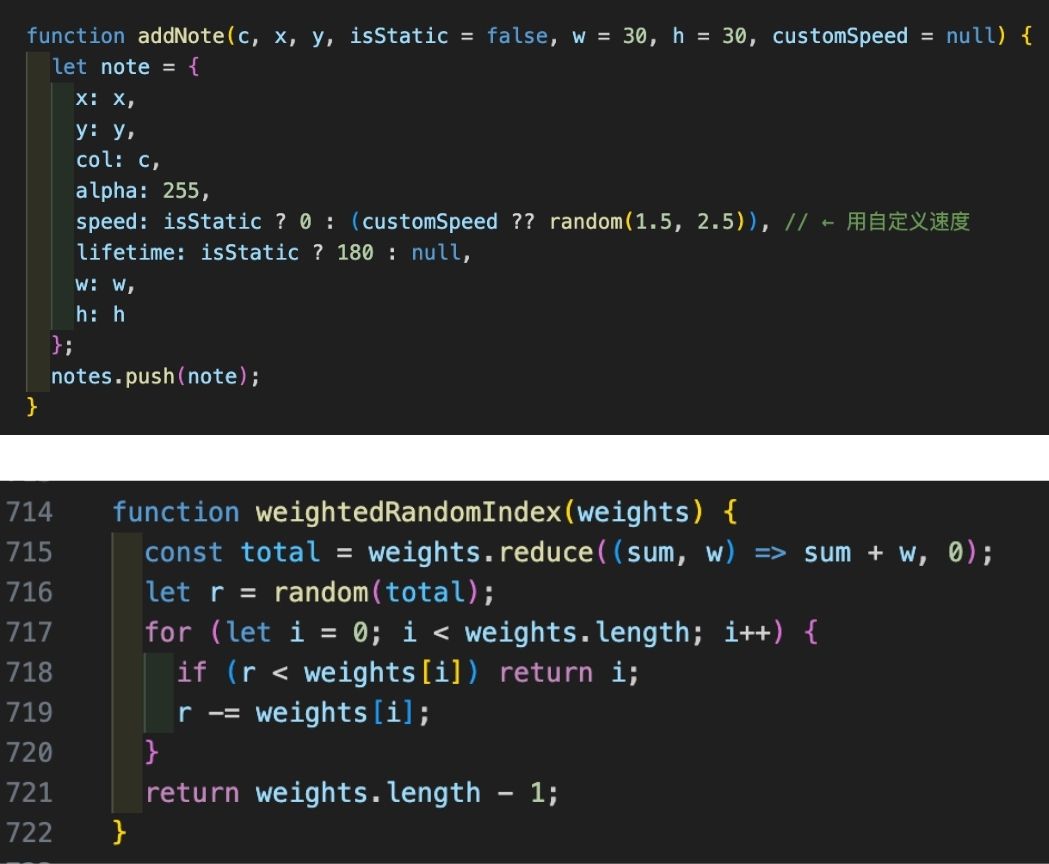 function addNote(c, x, y, isStatic = false, w = 30, h = 30, customSpeed = null) {
let note = {
x: x,
y: y,
col: c,
alpha: 255,
speed: isStatic ? 0 : (customSpeed ?? random(1.5, 2.5)), // ← 用自定义速度
lifetime: isStatic ? 180 : null,
w: w,
h: h
};
notes.push(note);
}
714 function weightedRandomIndex(weights) {
715 const total = weights.reduce((sum, w) => sum + w, 0);
716 let r = random(total);
717 for (let i = 0; i < weights.length; i++) {
718 if (r < weights[i]) return i;
719 r -= weights[i];
720 }
721 return weights.length - 1;
722 }